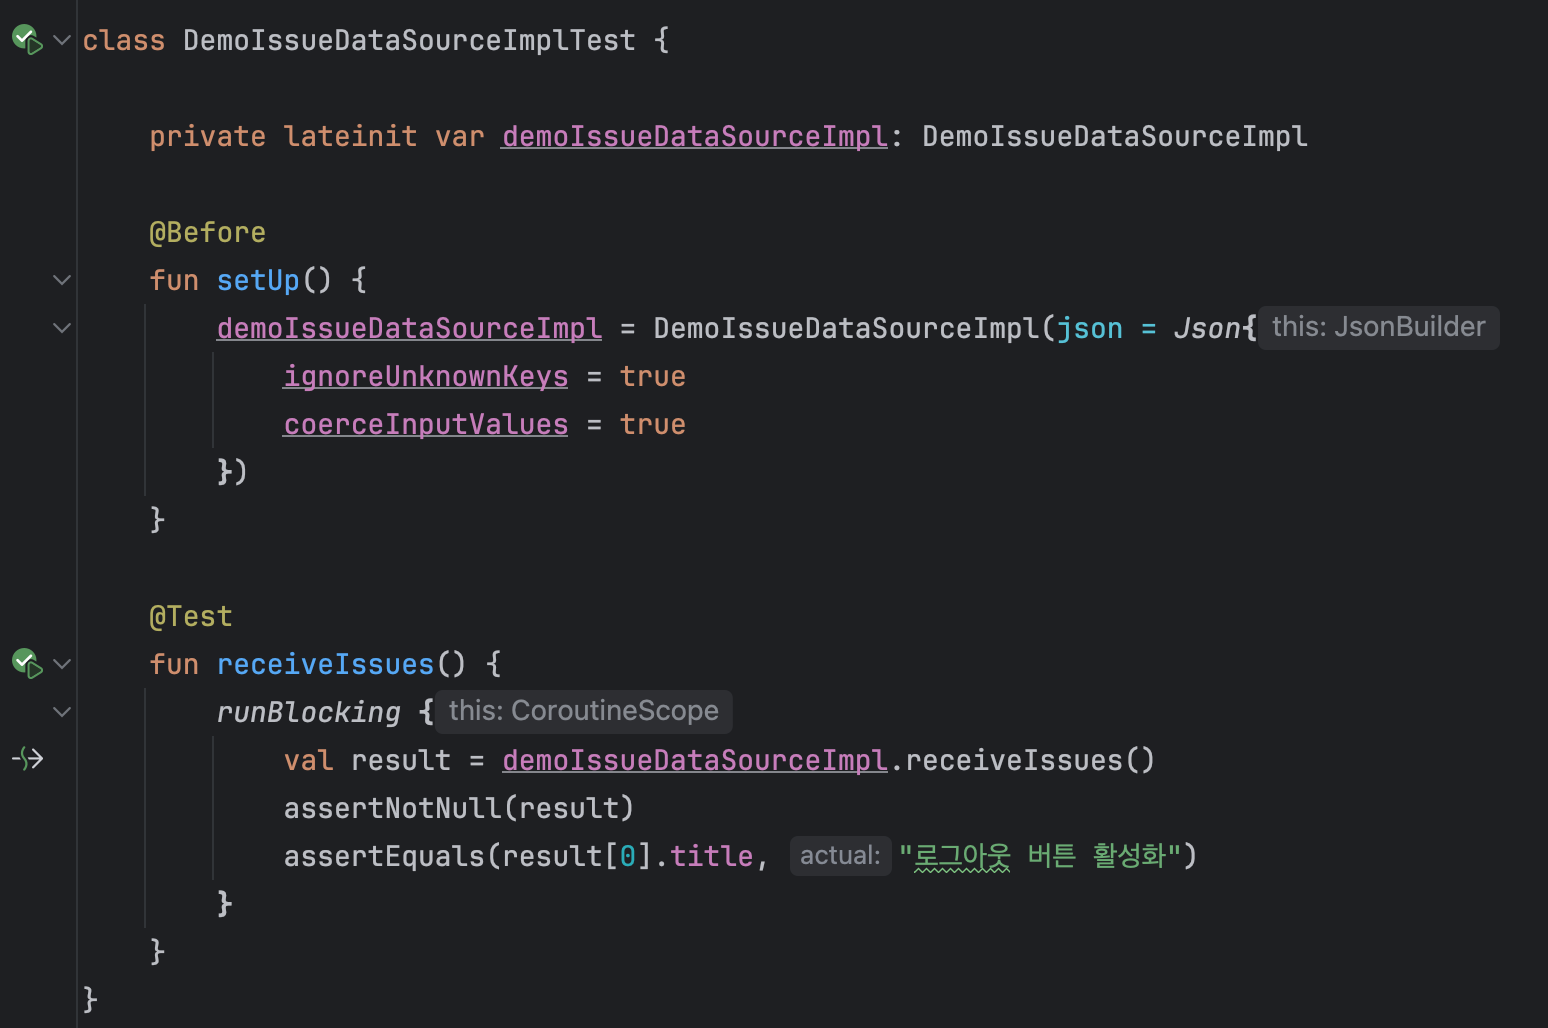 class DemoIssueDataSourceImplTest {
private lateinit var demoIssueDataSourceImpl: DemoIssueDataSourceImpl
@Before
fun setUp() {
demoIssueDataSourceImpl = DemoIssueDataSourceImpl(json = Json{ this: JsonBuilder
ignoreUnknownKeys = true
coerceInputValues = true
})
}
@Test
fun receiveIssues() {
runBlocking { this: CoroutineScope
val result = demoIssueDataSourceImpl.receiveIssues()
assertNotNull(result)
assertEquals(result[0].title, actual: "로그아웃 버튼 활성화")
}
}
}